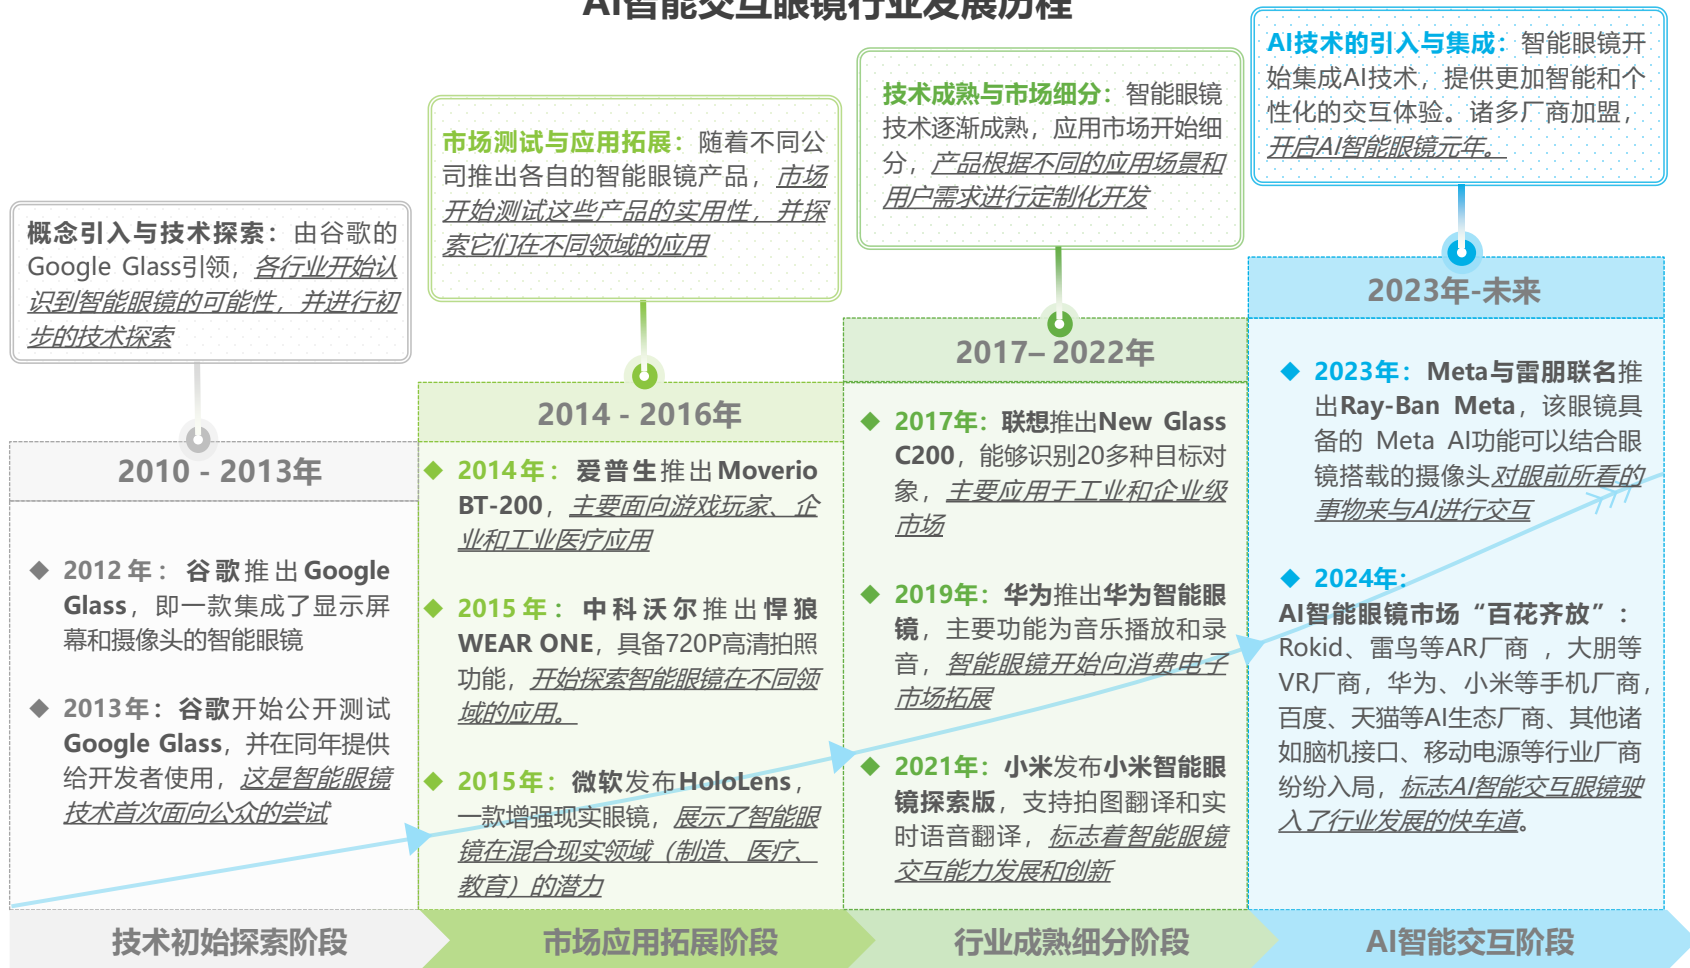 AI智能交互眼镜行业发展历程
概念引入与技术探索：由谷歌的
Google Glass引领，各行业开始认
识到智能眼镜的可能性，并进行初
步的技术探索
2010 - 2013年
◆ 2012年：谷歌推出Google
Glass，即一款集成了显示屏
幕和摄像头的智能眼镜
◆ 2013年：谷歌开始公开测试
Google Glass，并在同年提供
给开发者使用，这是智能眼镜
技术首次面向公众的尝试
技术初始探索阶段
市场测试与应用拓展：随着不同公
司推出各自的智能眼镜产品，市场
开始测试这些产品的实用性，并探
索它们在不同领域的应用
2014 - 2016年
◆ 2014年：爱普生推出Moverio
BT-200，主要面向游戏玩家、企
业和工业医疗应用
◆ 2015年：中科沃尔推出悍狼
WEAR ONE，具备720P高清拍照
功能，开始探索智能眼镜在不同领
域的应用。
◆ 2015年：微软发布HoloLens，
一款增强现实眼镜，展示了智能眼
镜在混合现实领域（制造、医疗、
教育）的潜力
市场应用拓展阶段
技术成熟与市场细分：智能眼镜
技术逐渐成熟，应用市场开始细
分，产品根据不同的应用场景和
用户需求进行定制化开发
2017– 2022年
◆ 2017年：联想推出New Glass
C200，能够识别20多种目标对
象，主要应用于工业和企业级
市场
◆ 2019年：华为推出华为智能眼
镜，主要功能为音乐播放和录
音，智能眼镜开始向消费电子
市场拓展
◆ 2021年：小米发布小米智能眼
镜探索版，支持拍图翻译和实
时语音翻译，标志着智能眼镜
交互能力发展和创新
行业成熟细分阶段
AI技术的引入与集成：智能眼镜开
始集成AI技术，提供更加智能和个
性化的交互体验。诸多厂商加盟，
开启AI智能眼镜元年。
2023年-未来
◆ 2023年：Meta与雷朋联名推
出Ray-Ban Meta，该眼镜具
备的 Meta AI功能可以结合眼
镜搭载的摄像头对眼前所看的
事物来与AI进行交互
◆ 2024年：
AI智能眼镜市场“百花齐放”：
Rokid、雷鸟等AR厂商 ，大朋等
VR厂商，华为、小米等手机厂商，
百度、天猫等AI生态厂商、其他诸
如脑机接口、移动电源等行业厂商
纷纷入局，标志AI智能交互眼镜驶
入了行业发展的快车道。
AI智能交互阶段